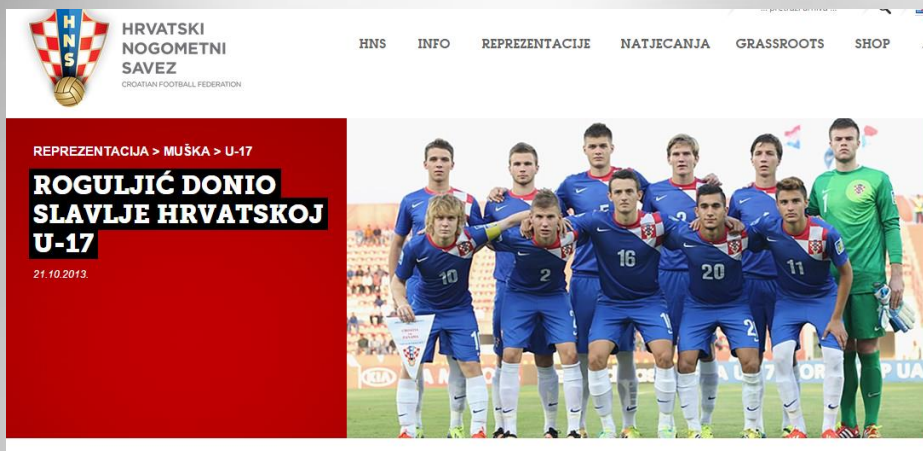 HNS
HRVATSKI
NOGOMETNI
SAVEZ
CROATIAN FOOTBALL FEDERATION
HNS INFO REPREZENTACIJE NATJECANJA GRASSROOTS SHOP
REPREZENTACIJA > MUŠKA > U-17
ROGULJIĆ DONIO
SLAVLJE HRVATSKOJ
U-17
21.10.2013.
1
10
2
16
20
11
KIA